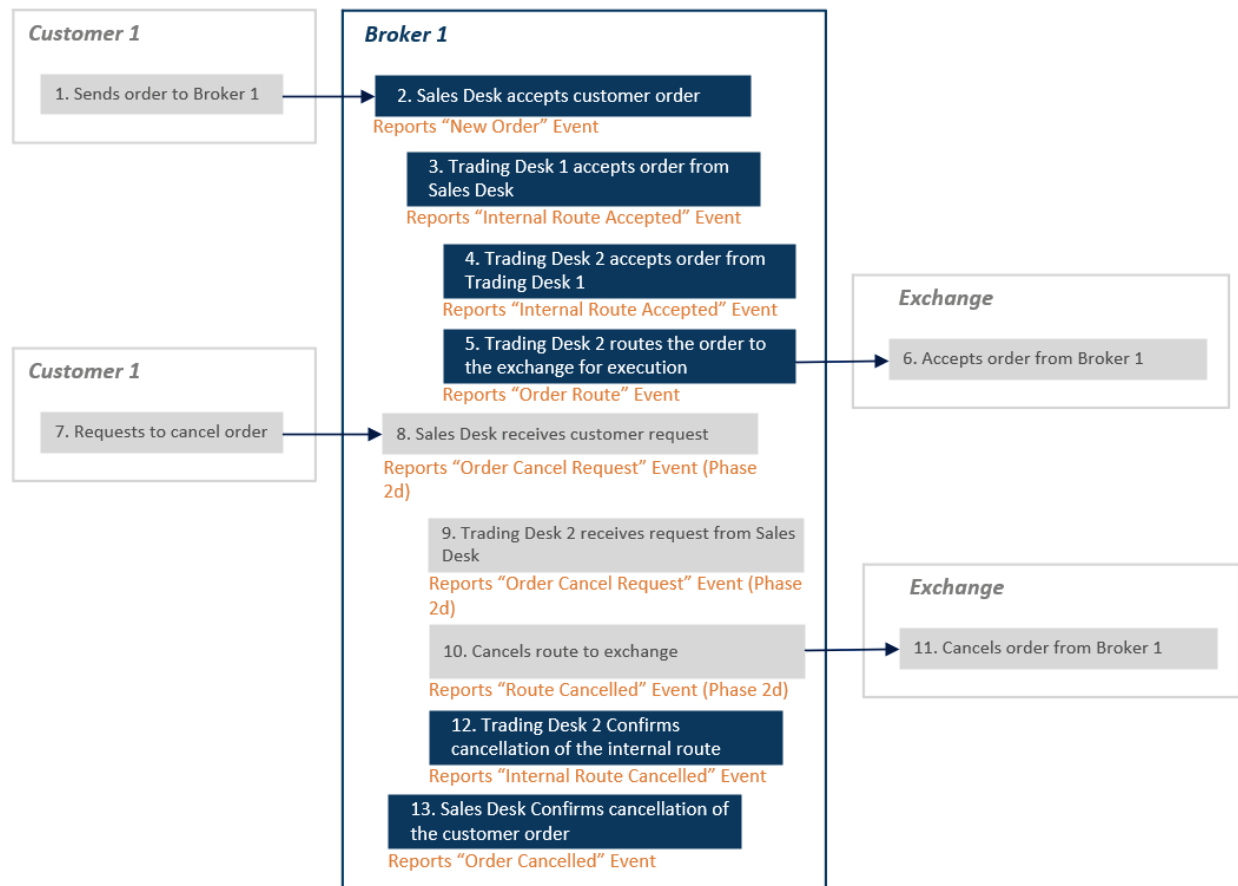 Customer 1
1. Sends order to Broker 1
Broker 1
2. Sales Desk accepts customer order
Reports “New Order” Event
3. Trading Desk 1 accepts order from
Sales Desk
Reports “Internal Route Accepted” Event
4. Trading Desk 2 accepts order from
Trading Desk 1
Reports “Internal Route Accepted” Event
5. Trading Desk 2 routes the order to
the exchange for execution
Reports “Order Route” Event
Exchange
6. Accepts order from Broker 1
Customer 1
7. Requests to cancel order
8. Sales Desk receives customer request
Reports “Order Cancel Request” Event (Phase
2d)
9. Trading Desk 2 receives request from Sales
Desk
Reports “Order Cancel Request” Event (Phase
2d)
10. Cancels route to exchange
Reports “Route Cancelled” Event (Phase 2d)
Exchange
11. Cancels order from Broker 1
12. Trading Desk 2 Confirms
cancellation of the internal route
Reports “Internal Route Cancelled” Event
13. Sales Desk Confirms cancellation of
the customer order
Reports “Order Cancelled” Event